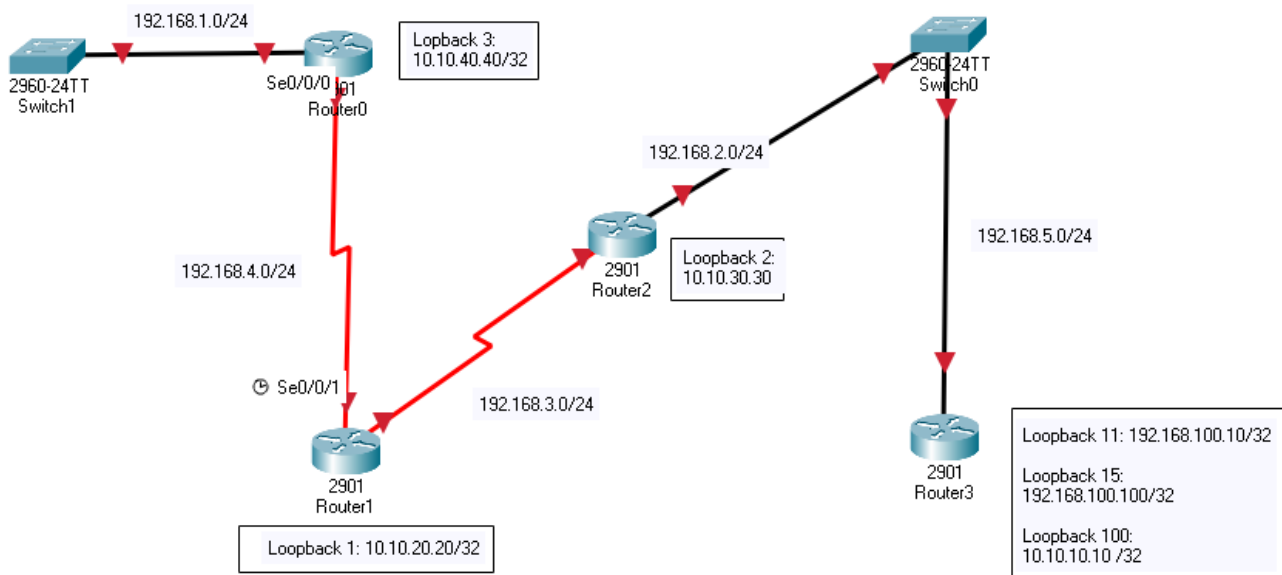 192.168.1.0/24
2960-24TT
Switch1
Se0/0/0
01
Router0
Lopback 3:
10.10.40.40/32
2960-24TT
Switch0
192.168.2.0/24
192.168.5.0/24
192.168.4.0/24
2901
Router2
Loopback 2:
10.10.30.30
Se0/0/1
192.168.3.0/24
2901
Router1
Loopback 1: 10.10.20.20/32
2901
Router3
Loopback 11: 192.168.100.10/32
Loopback 15:
192.168.100.100/32
Loopback 100:
10.10.10.10 /32